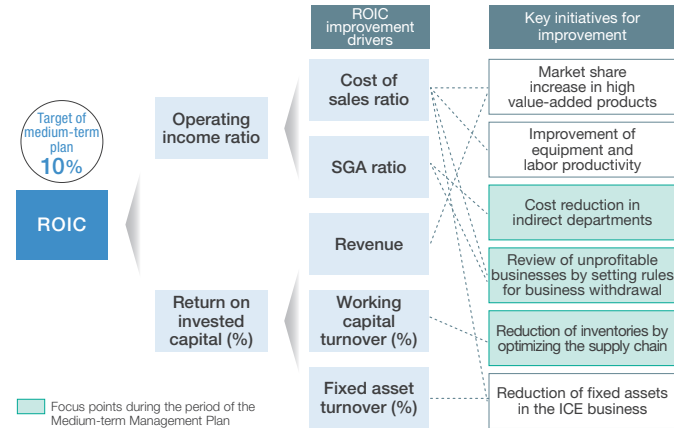 ROIC
improvement
drivers
Key initiatives for
improvement
Target of
medium-term
plan
10%
ROIC
Operating
income ratio
Return on
invested
capital (%)
Cost of
sales ratio
SGA ratio
Revenue
Working
capital
turnover (%)
Fixed asset
turnover (%)
Market share
increase in high
value-added products
Improvement of
equipment and
labor productivity
Cost reduction in
indirect departments
Review of unprofitable
businesses by setting rules
for business withdrawal
Reduction of inventories by
optimizing the supply chain
Reduction of fixed assets
in the ICE business
Focus points during the period of the
Medium-term Management Plan